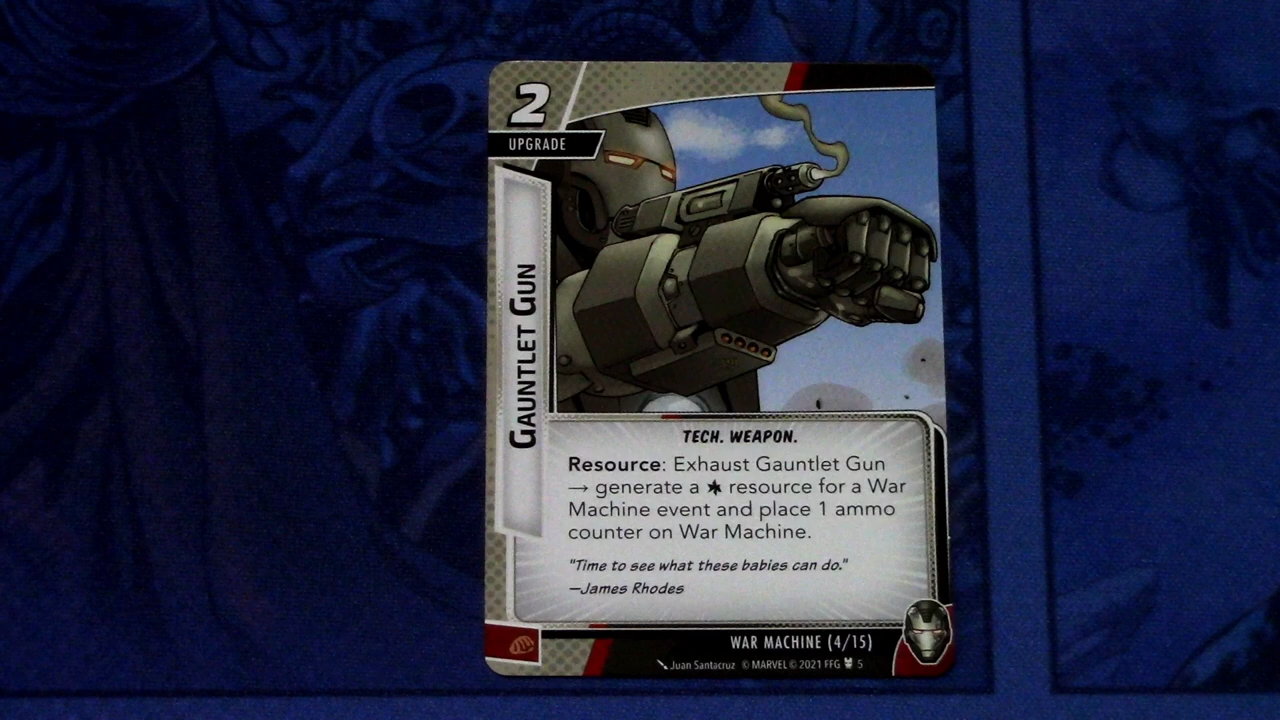 2
UPGRADE
GAUNTLET GUN
TECH. WEAPON.
Resource: Exhaust Gauntlet Gun
→ generate a resource for a War
Machine event and place 1 ammo
counter on War Machine.
"Time to see what these babies can do."
—James Rhodes
WAR MACHINE (4/15)
Juan Santacruz © MARVEL © 2021 FFG 5